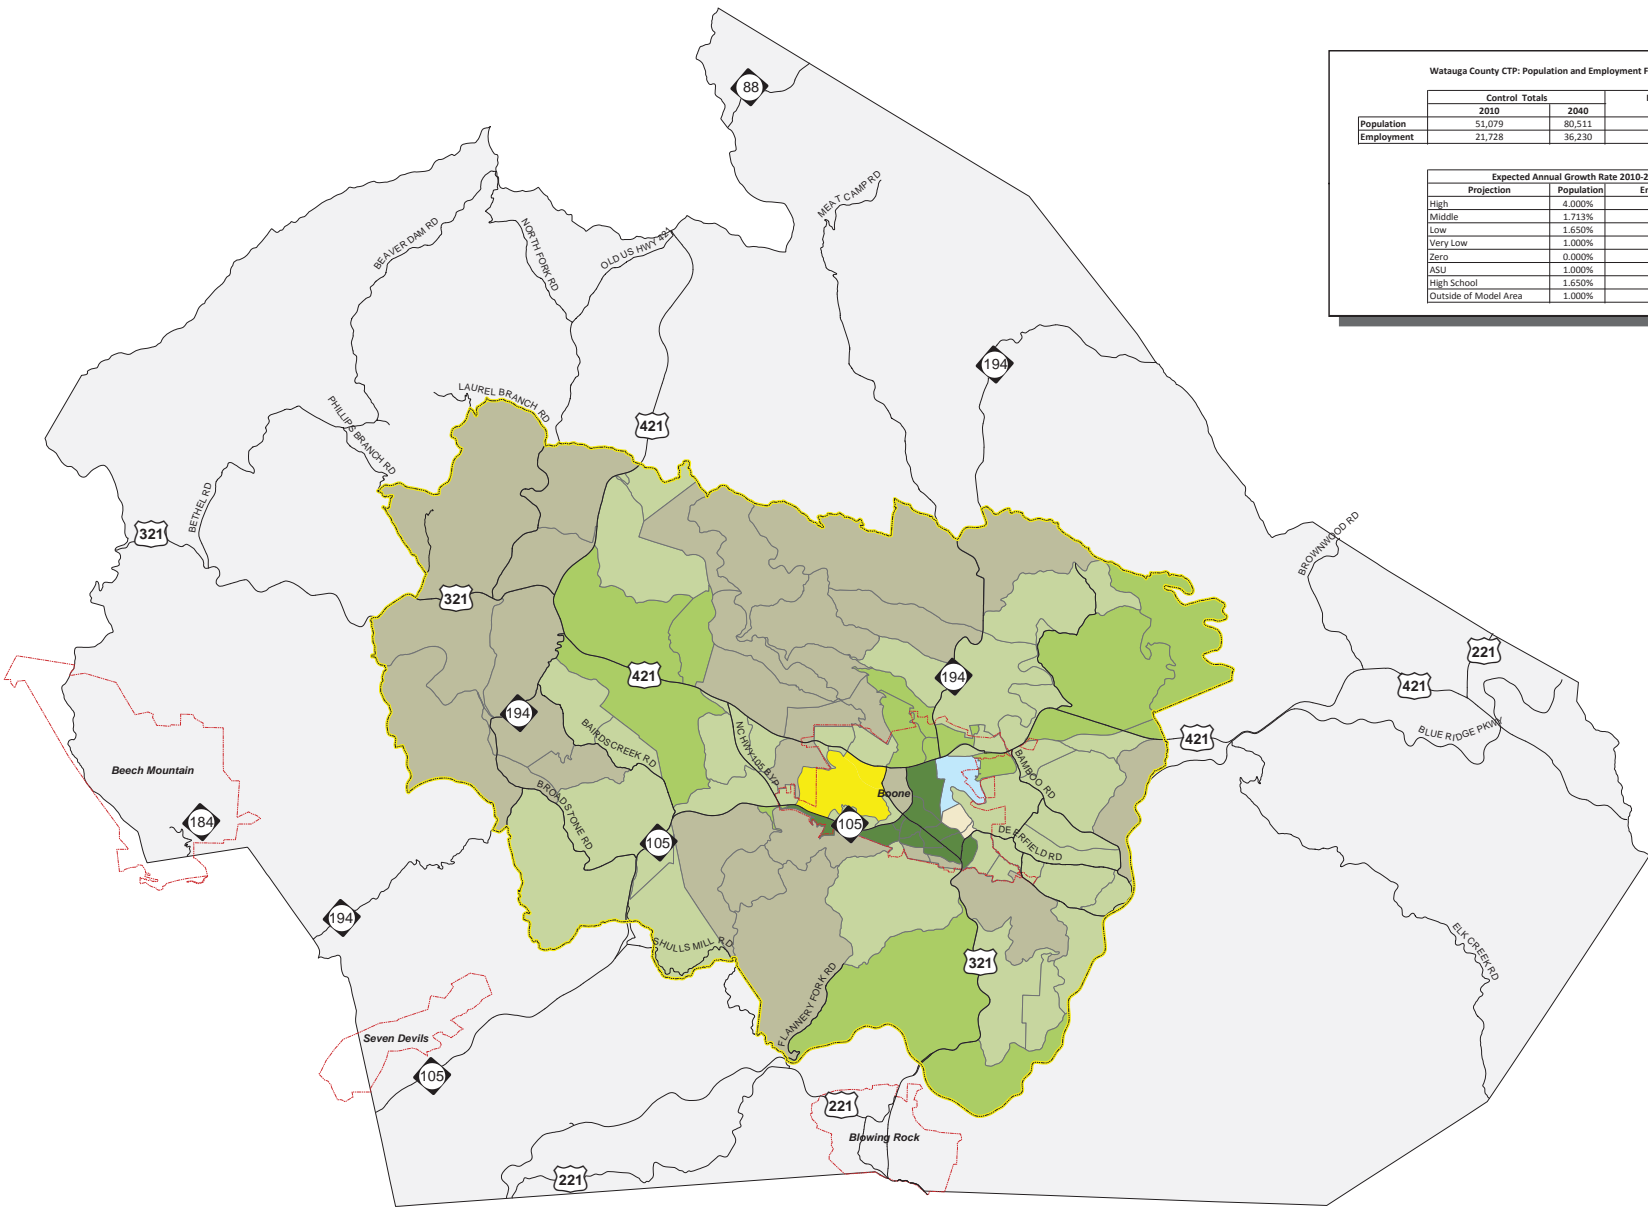 Watauga County CTP: Population and Employment F
Control Totals
2010 2040
Population 51,079 80,511
Employment 21,728 36,230
Expected Annual Growth Rate 2010-2
Projection Population E
High 4.000%
Middle 1.713%
Low 1.650%
Very Low 1.000%
Zero 0.000%
ASU 1.000%
High School 1.650%
Outside of Model Area 1.000%
88
MEAT CAMP RD
BEAVER DAM RD
NORTH FORK RD
OLD US HWY 421
194
LAUREL BRANCH RD
PHILLIPS BRANCH RD
421
BETHEL RD
321
BROWNWOOD RD
321
221
421
194
421
194
BAIRDS CREEK RD
NC HWY 105 BYP
421
BLUE RIDGE PKWY
Beech Mountain
BAMBOO RD
Boone
BROADSTONE RD
184
105
105
DEERFIELD RD
194
SHULLS MILL RD
321
ELK CREEK RD
FLANNERY FORK RD
Seven Devils
105
221
Blowing Rock
221